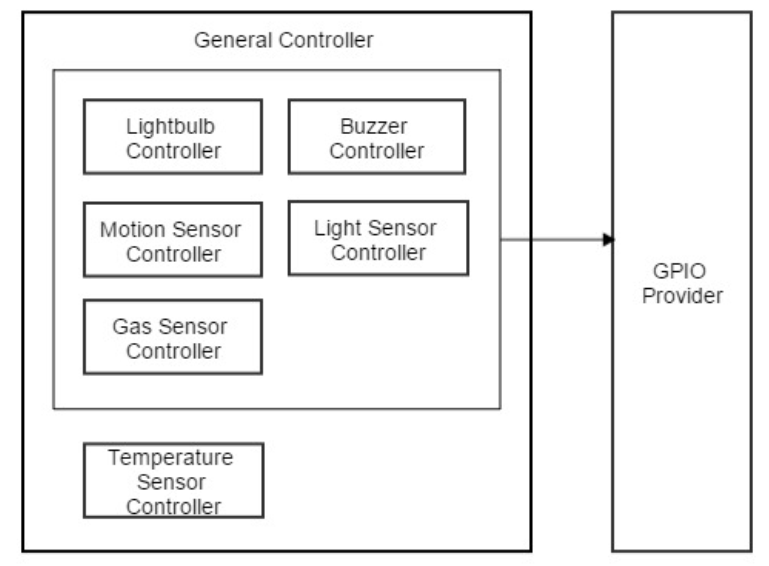 General Controller
Lightbulb
Controller
Buzzer
Controller
Motion Sensor
Controller
Light Sensor
Controller
Gas Sensor
Controller
Temperature
Sensor
Controller
GPIO
Provider